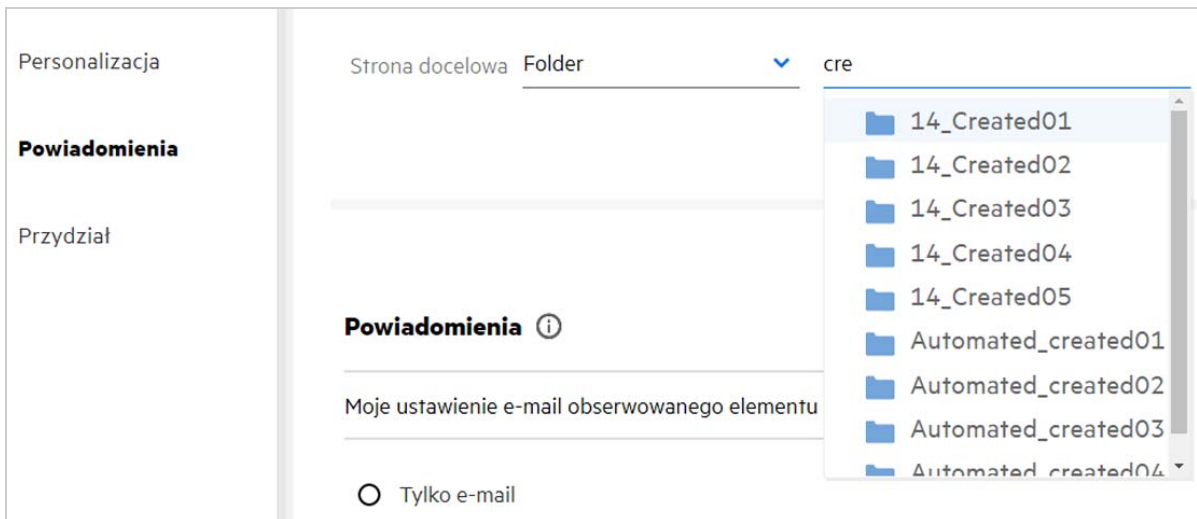 Personalizacja
Powiadomienia
Przydział
Strona docelowa Folder cre
14_Created01
14_Created02
14_Created03
14_Created04
14_Created05
Automated_created01
Automated_created02
Automated_created03
Automated_created04
Powiadomienia
Moje ustawienie e-mail obserwowanego elementu
Tylko e-mail